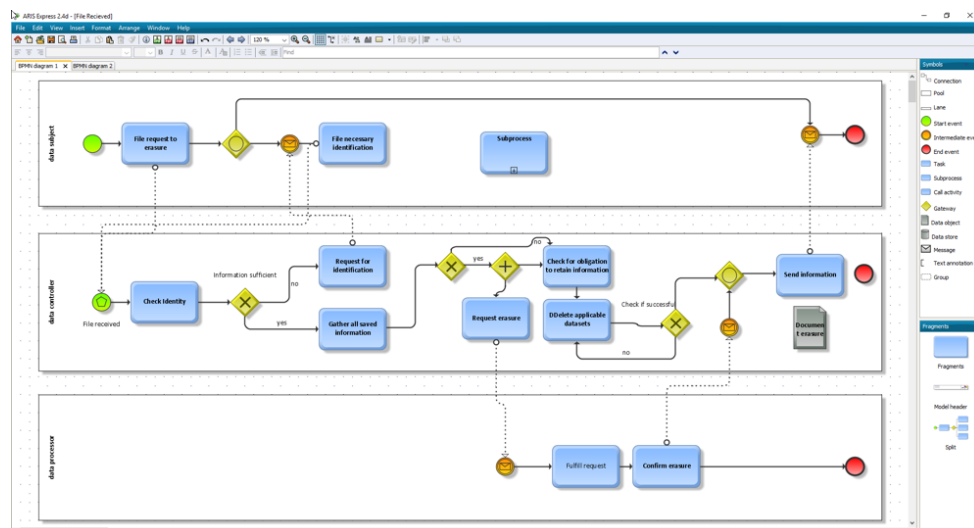 ARIS Express 2.4d - [File Recieved]
File Edit View Insert Format Arrange Window Help
120 %
Find
BPMN diagram 1 X BPMN diagram 2
data subject
File request to
erasure
File necessary
identification
Subprocess
data controller
File received
Check Identity
Information sufficient
no
yes
Request for
identification
Gather all saved
information
yes
no
Request erasure
Check for obligation
to retain information
DDelete applicable
datasets
no
Check if successful
Send information
Documen
t erasure
data processor
Fulfill request
Confirm erasure
Symbols
Connection
Pool
Lane
Start event
Intermediate eve
End event
Task
Subprocess
Call activity
Gateway
Data object
Data store
Message
Text annotation
Group
Fragments
Fragments
Model header
Split